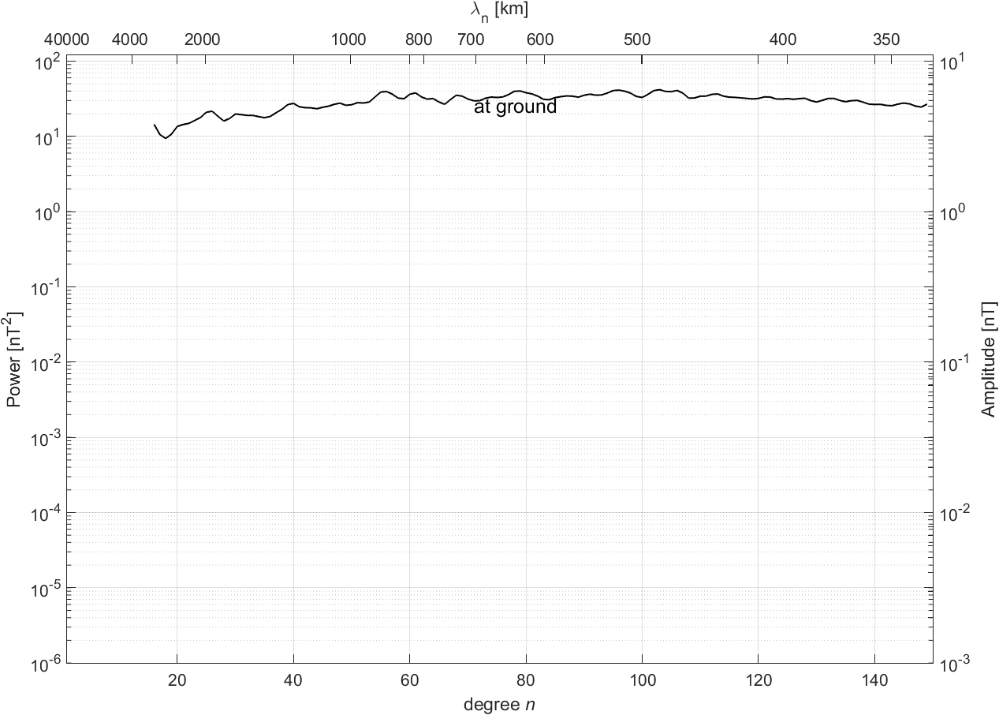 λn [km]
40000 4000 2000 1000 800 700 600 500 400 350
10^2 10^1
at ground
10^1
10^0 10^0
10^-1
10^-2 10^-1
10^-3
10^-4 10^-2
10^-5
10^-6 10^-3
Power [nT^2]
Amplitude [nT]
20 40 60 80 100 120 140
degree n